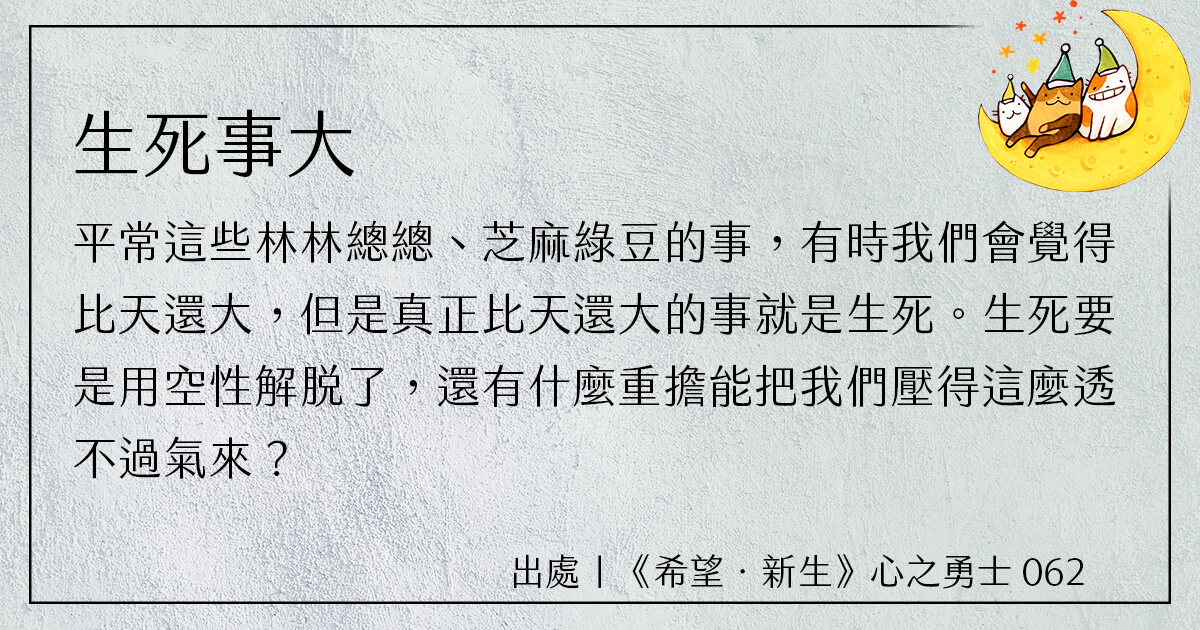 生死事大
平常這些林林總總、芝麻綠豆的事，有時我們會覺得
比天還大，但是真正比天還大的事就是生死。生死要
是用空性解脫了，還有什麼重擔能把我們壓得這麼透
不過氣來？
出處｜《希望．新生》心之勇士 062